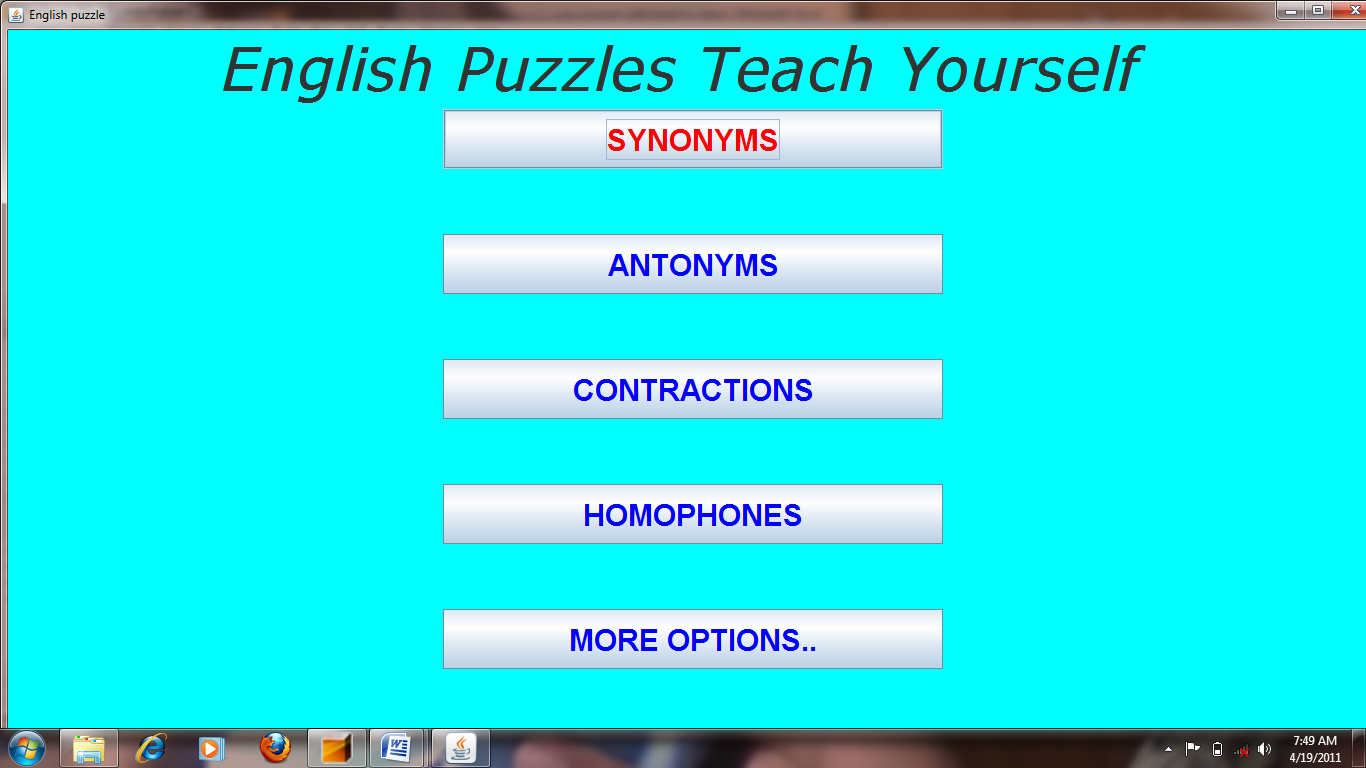 English puzzle
English Puzzles Teach Yourself
SYNONYMS
ANTONYMS
CONTRACTIONS
HOMOPHONES
MORE OPTIONS..
7:49 AM
4/19/2011